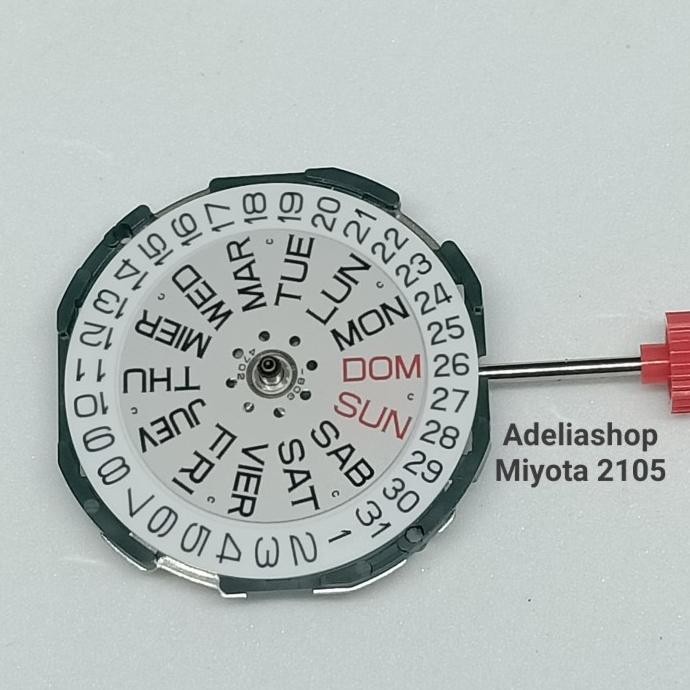 1
2
3
4
5
6
7
8
9
10
11
12
13
14
15
16
17
18
19
20
21
22
23
24
25
26
27
28
29
30
31
DOM
SUN
SAB
SAT
VIER
FRI
JUEV
THU
MIER
WED
MAR
TUE
LUN
MON
4702
Adeliashop
Miyota 2105